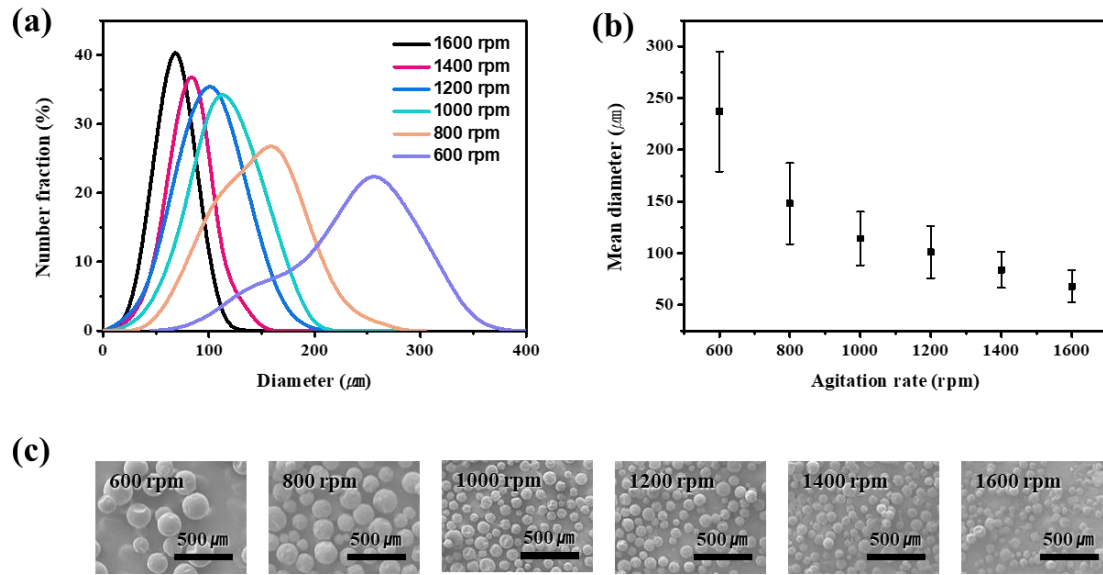 (a)
Number fraction (%)
40
30
20
10
0
1600 rpm
1400 rpm
1200 rpm
1000 rpm
800 rpm
600 rpm
0 100 200 300 400
Diameter (㎛)
(b)
Mean diameter (㎛)
300
250
200
150
100
50
600 800 1000 1200 1400 1600
Agitation rate (rpm)
(c)
600 rpm
500 ㎛
800 rpm
500 ㎛
1000 rpm
500 ㎛
1200 rpm
500 ㎛
1400 rpm
500 ㎛
1600 rpm
500 ㎛